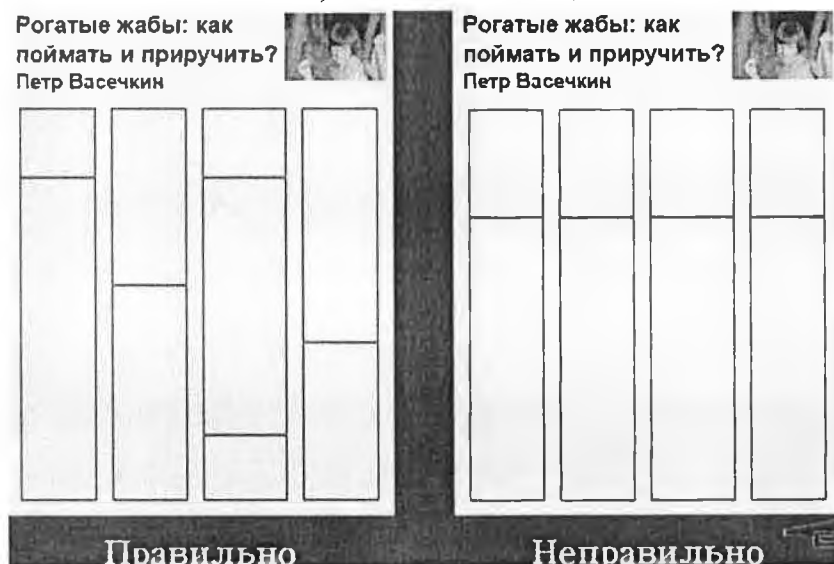 Рогатые жабы: как
поймать и приручить?
Петр Васечкин
Рогатые жабы: как
поймать и приручить?
Петр Васечкин
Правильно
Неправильно